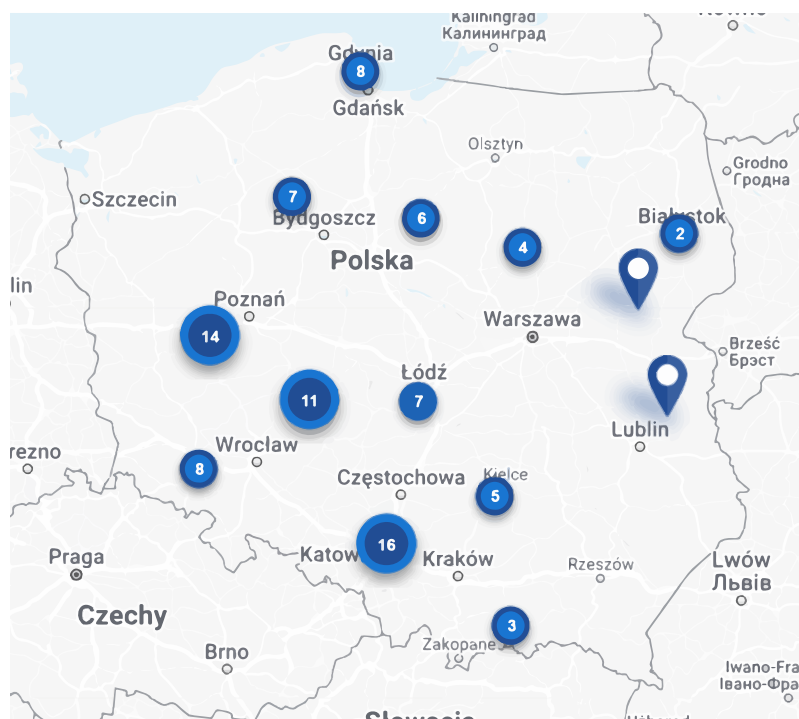 Kaliningrad
Калининград
Gdynia
8
Gdańsk
Olsztyn
Grodno
Гродна
Szczecin
7
Bydgoszcz
6
4
Białystok
2
Polska
lin
Poznań
14
Warszawa
Brześć
Брэст
Łódź
7
11
Lublin
rezno
Wrocław
8
Częstochowa
Kielce
5
16
Katow
Kraków
Rzeszów
Praga
Lwów
Львів
Czechy
3
Zakopane
Brno
Iwano-Fra
Івано-Фра